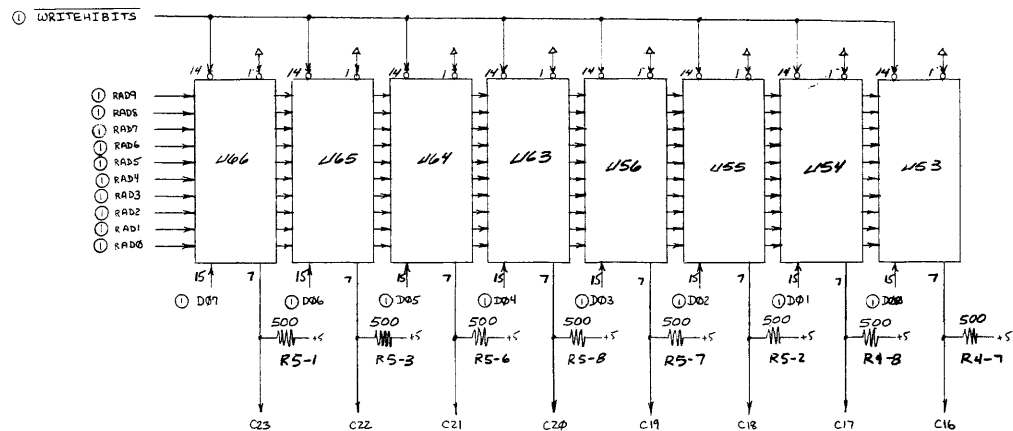 ① WRITEHIBITS
14 1 14 1 14 1 14 1 14 1 14 1 14 1 14 1
① RAD9
① RAD8
① RAD7
① RAD6
① RAD5
① RAD4
① RAD3
① RAD2
① RAD1
① RADØ
U66 U65 U64 U63 U56 U55 U54 U53
15 7 15 7 15 7 15 7 15 7 15 7 15 7 15 7
① DØ7 ① DØ6 ① DØ5 ① DØ4 ① DØ3 ① DØ2 ① DØ1 ① DØØ
500 500 500 500 500 500 500 500
+5 +5 +5 +5 +5 +5 +5 +5
R5-1 R5-3 R5-6 R5-8 R5-7 R5-2 R4-8 R4-7
C23 C22 C21 C2Ø C19 C18 C17 C16